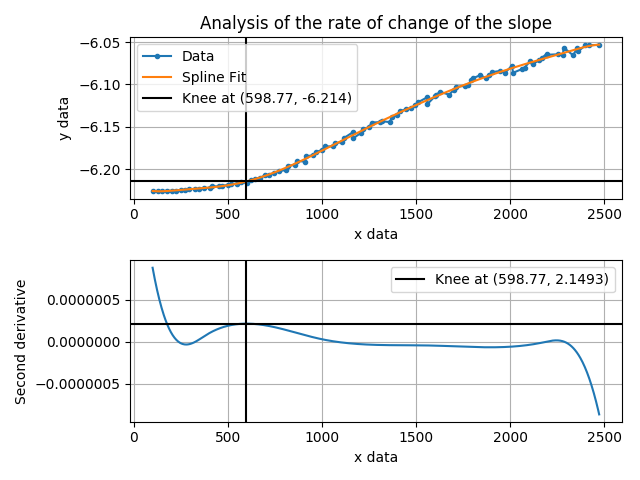 Analysis of the rate of change of the slope
−6.05
−6.10
−6.15
−6.20
y data
Data
Spline Fit
Knee at (598.77, -6.214)
0
500
1000
1500
2000
2500
x data
0.0000005
0.0000000
−0.0000005
Second derivative
Knee at (598.77, 2.1493)
0
500
1000
1500
2000
2500
x data